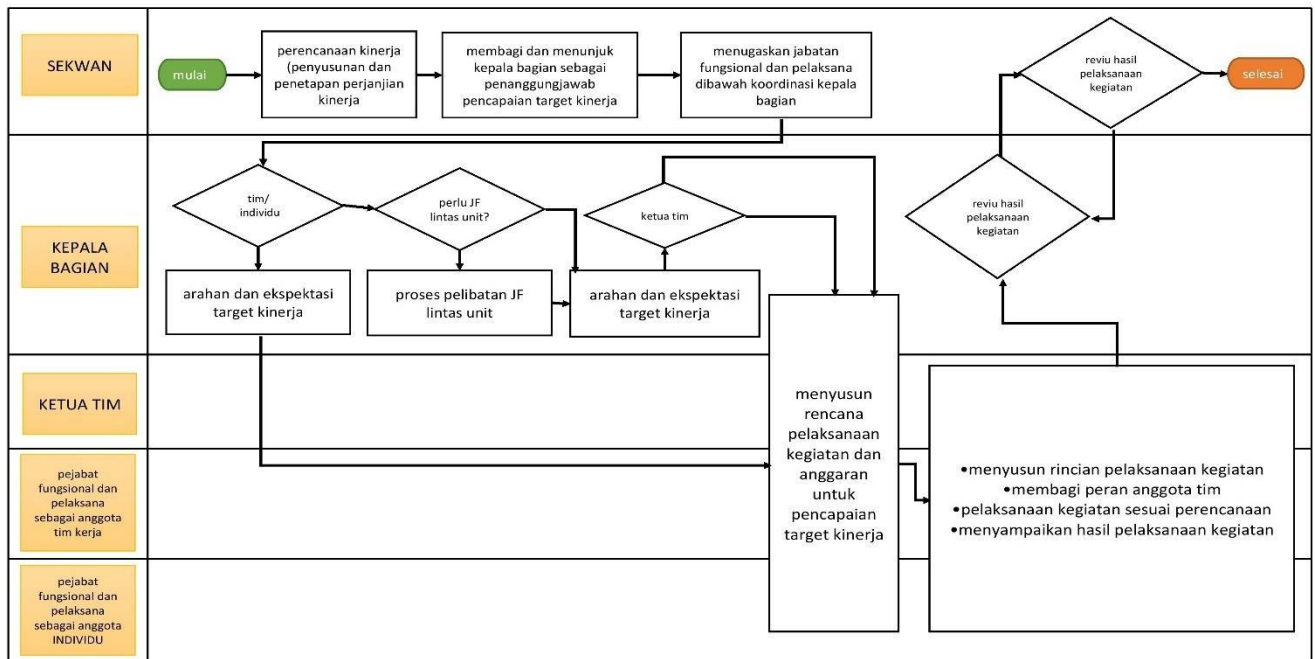 SEKWAN
mulai
perencanaan kinerja
(penyusunan dan
penetapan perjanjian
kinerja
membagi dan menunjuk
kepala bagian sebagai
penanggungjawab
pencapaian target kinerja
menugaskan jabatan
fungsional dan pelaksana
dibawah koordinasi kepala
bagian
reviu hasil
pelaksanaan
kegiatan
selesai
KEPALA
BAGIAN
tim/
individu
perlu JF
lintas unit?
ketua tim
reviu hasil
pelaksanaan
kegiatan
arahan dan ekspektasi
target kinerja
proses pelibatan JF
lintas unit
arahan dan ekspektasi
target kinerja
KETUA TIM
menyusun
rencana
pelaksanaan
kegiatan dan
anggaran
untuk
pencapaian
target kinerja
•menyusun rincian pelaksanaan kegiatan
•membagi peran anggota tim
•pelaksanaan kegiatan sesuai perencanaan
•menyampaikan hasil pelaksanaan kegiatan
pejabat
fungsional dan
pelaksana
sebagai anggota
tim kerja
pejabat
fungsional dan
pelaksana
sebagai anggota
INDIVIDU